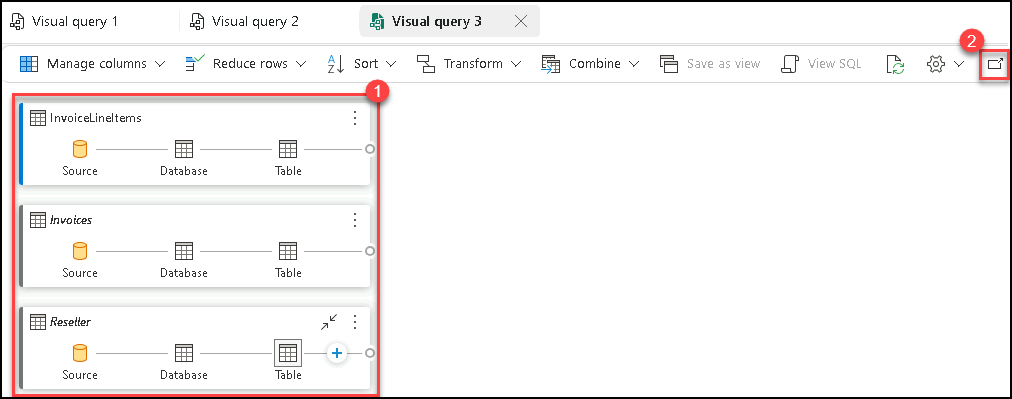 Visual query 1 Visual query 2 Visual query 3
2
Manage columns Reduce rows Sort Transform Combine Save as view View SQL
1
InvoiceLineItems
Source Database Table
Invoices
Source Database Table
Reseller
Source Database Table